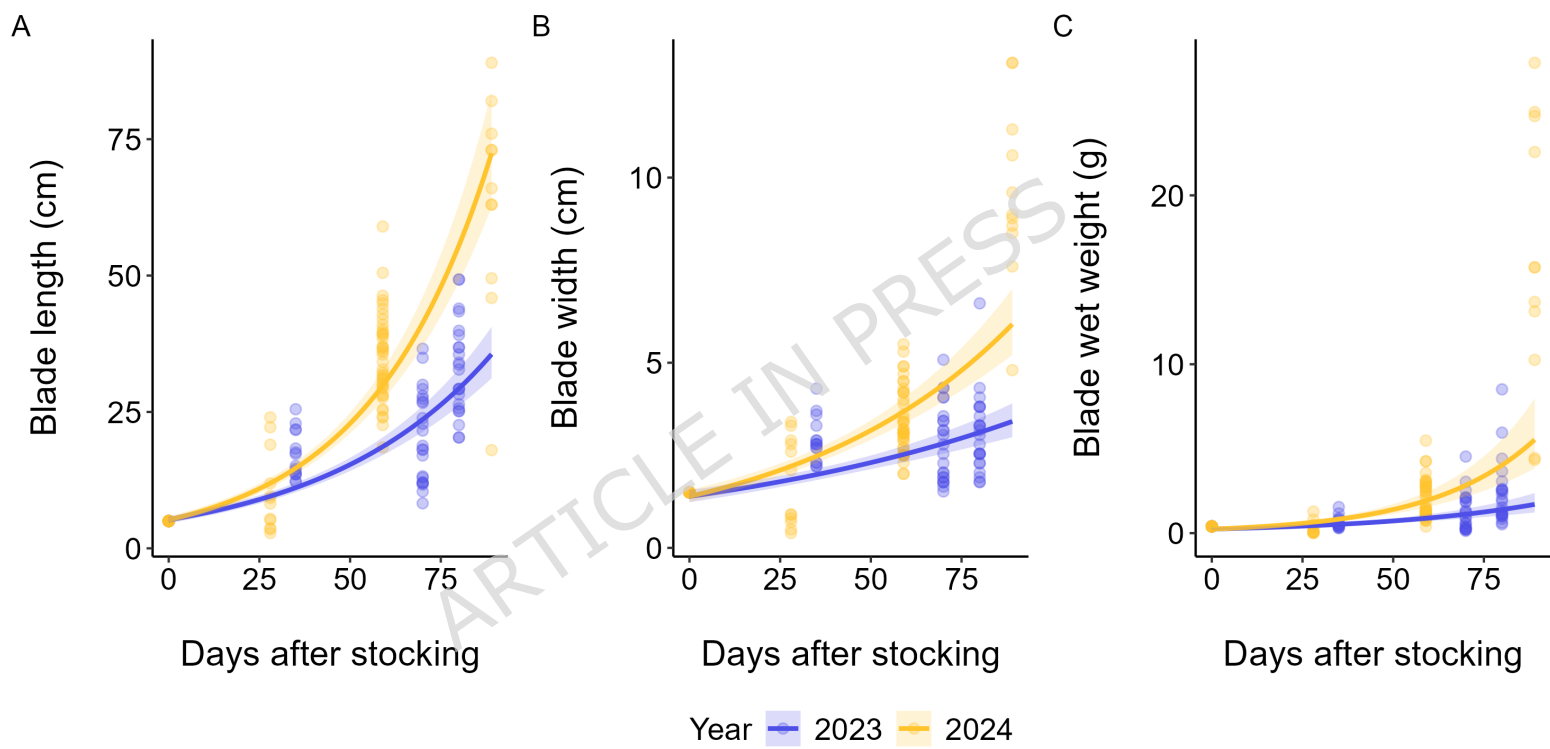 A
B
C
Blade length (cm)
75
50
25
0
0 25 50 75
Days after stocking
Blade width (cm)
10
5
0
0 25 50 75
Days after stocking
Blade wet weight (g)
20
10
0
0 25 50 75
Days after stocking
ARTICLE IN PRESS
Year 2023 2024